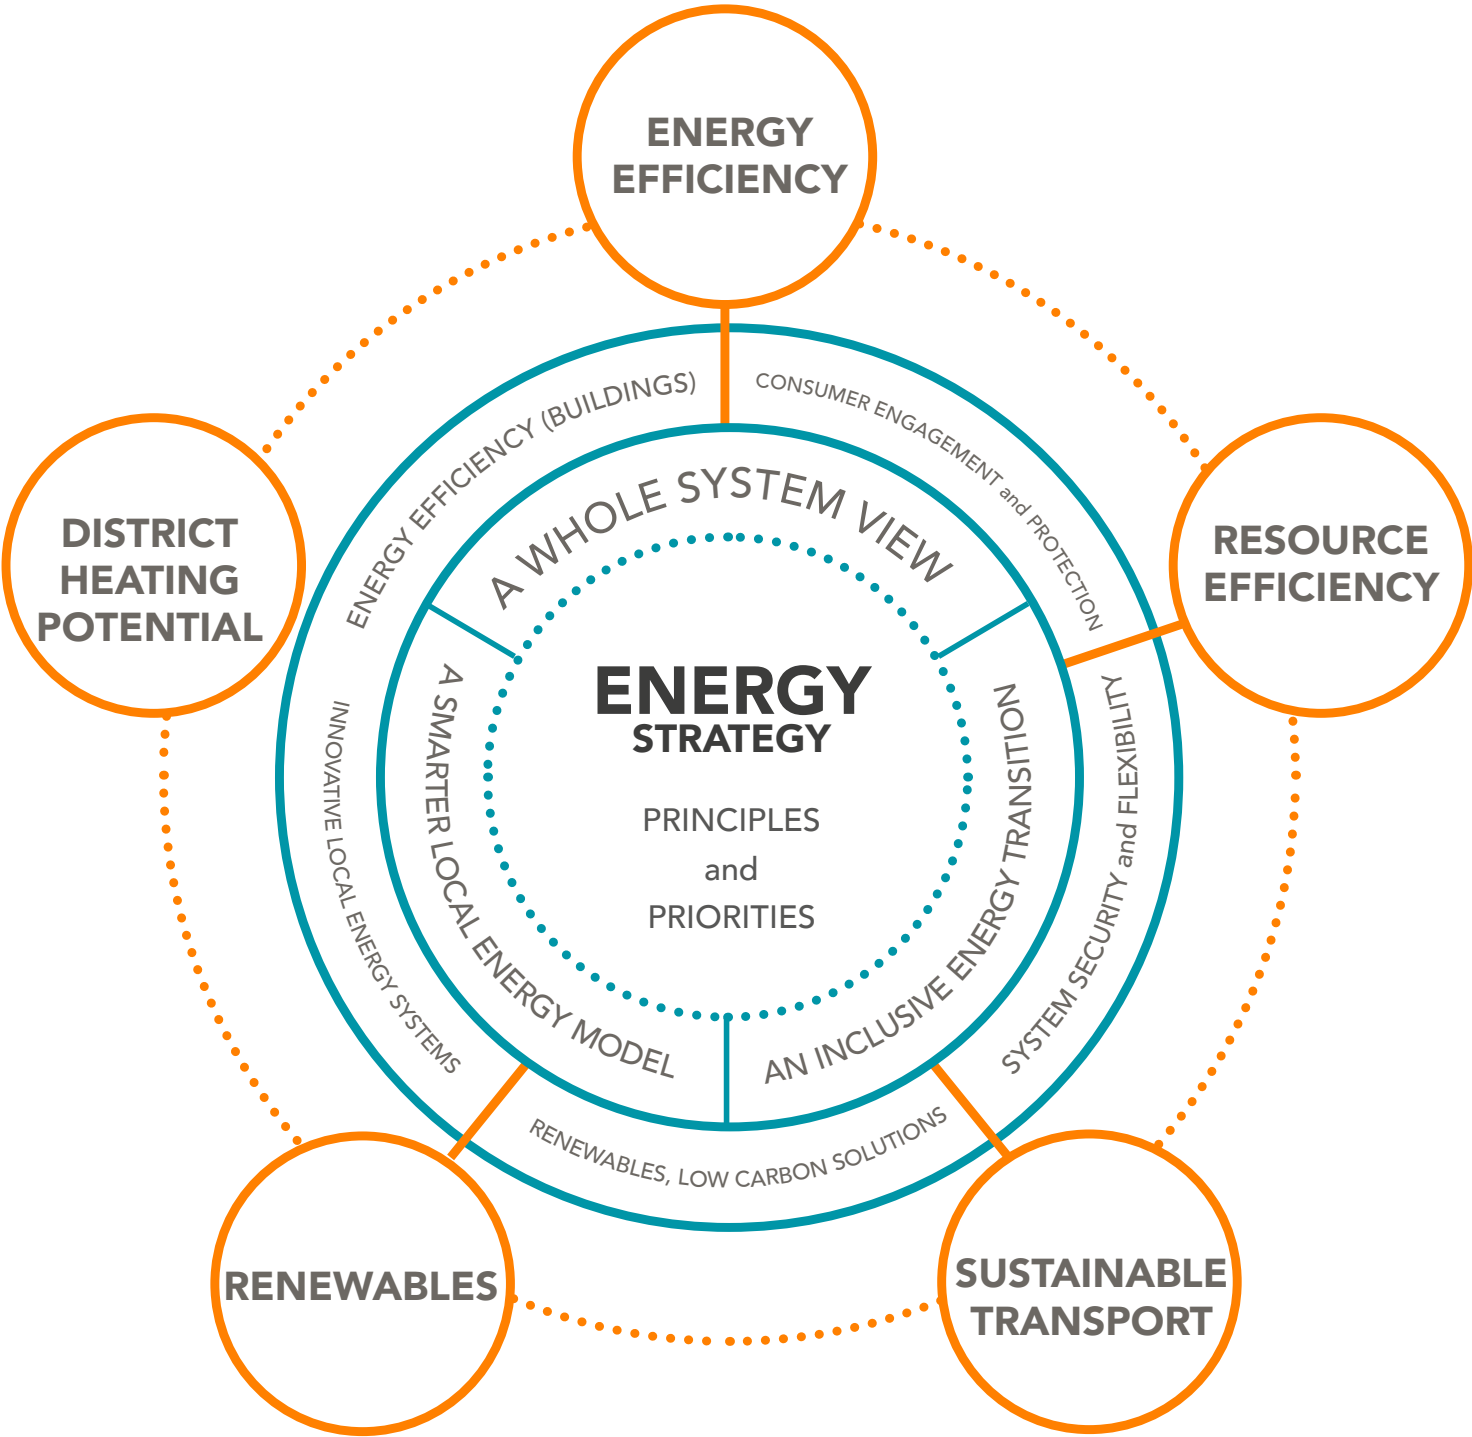 ENERGY
EFFICIENCY
DISTRICT
HEATING
POTENTIAL
RESOURCE
EFFICIENCY
RENEWABLES
SUSTAINABLE
TRANSPORT
ENERGY EFFICIENCY (BUILDINGS)
CONSUMER ENGAGEMENT and PROTECTION
SYSTEM SECURITY and FLEXIBILITY
RENEWABLES, LOW CARBON SOLUTIONS
INNOVATIVE LOCAL ENERGY SYSTEMS
A WHOLE SYSTEM VIEW
AN INCLUSIVE ENERGY TRANSITION
A SMARTER LOCAL ENERGY MODEL
ENERGY
STRATEGY
PRINCIPLES
and
PRIORITIES